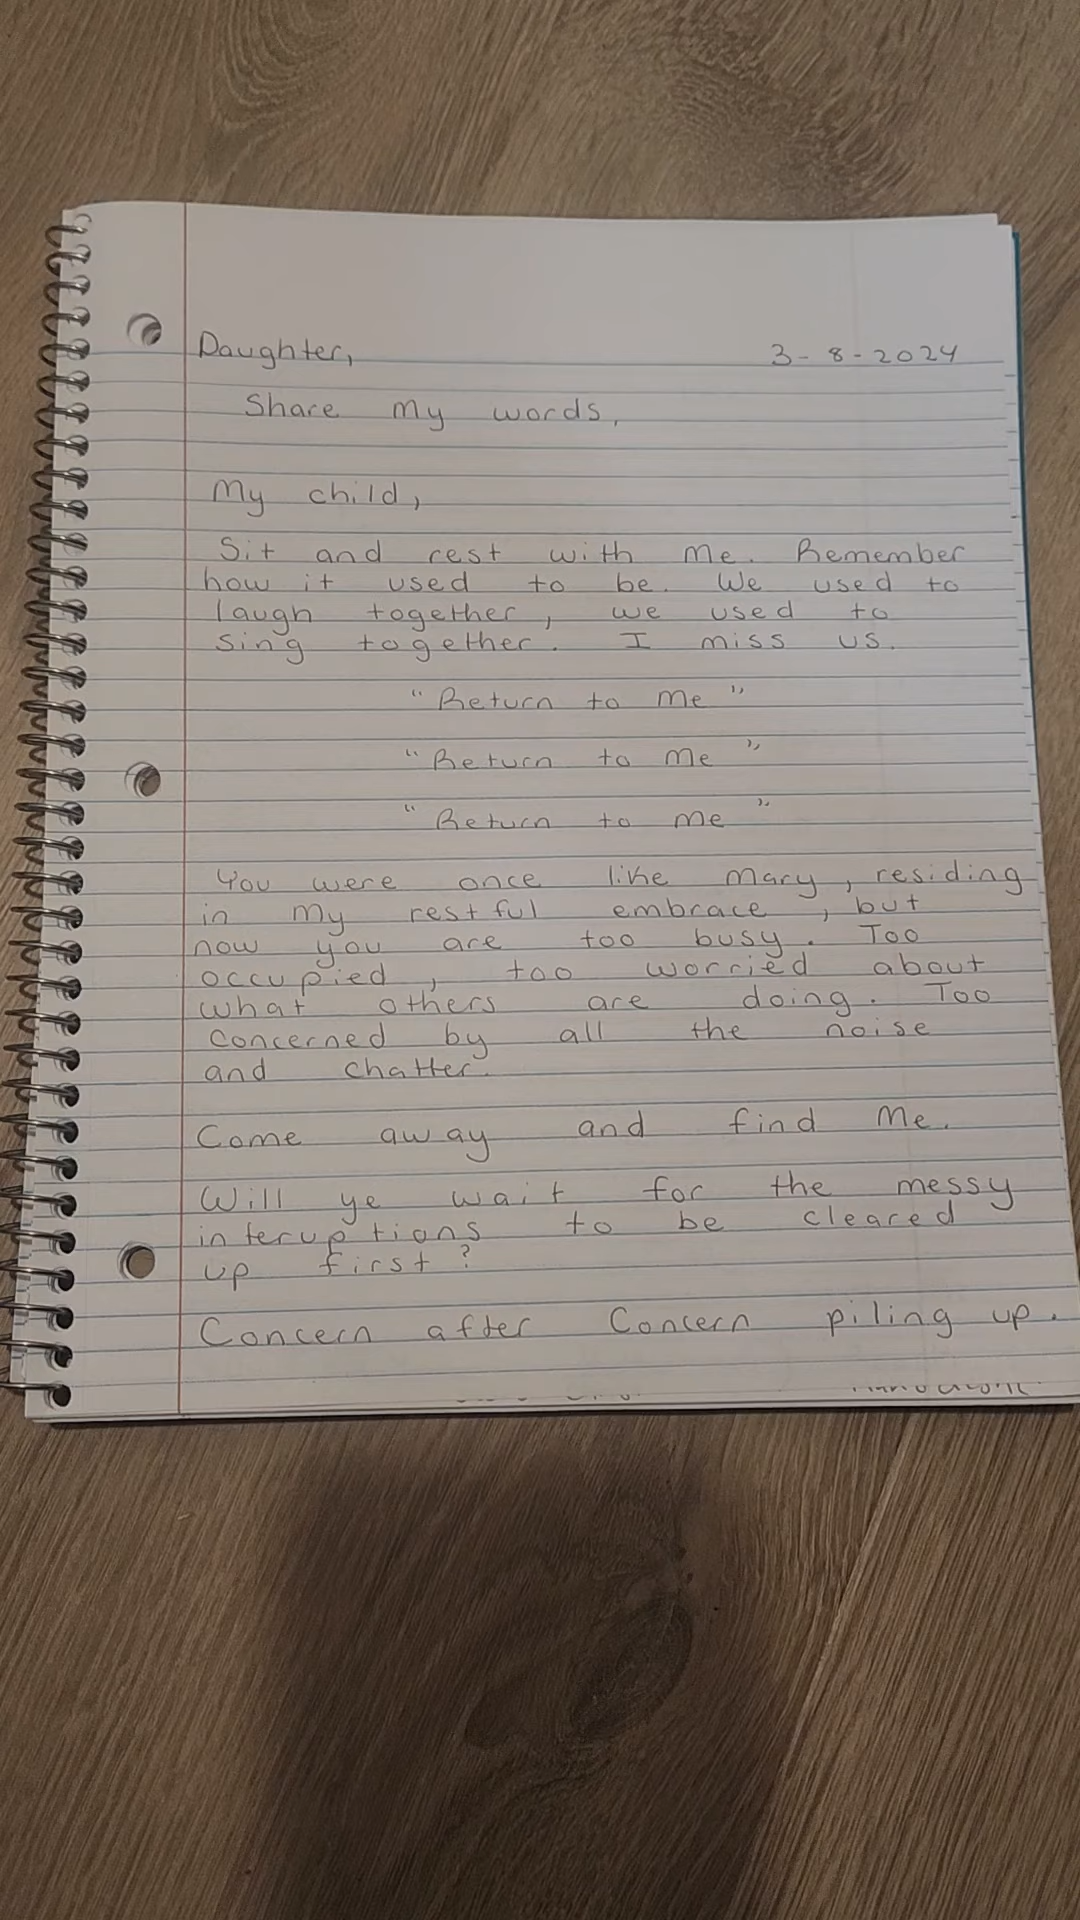 Daughter, 3-8-2024
Share my words,
My child,
Sit and rest with Me. Remember
how it used to be. We used to
laugh together, we used to
sing together. I miss us.
"Return to Me"
"Return to Me"
"Return to Me"
You were once like Mary, residing
in My restful embrace, but
now you are too busy. Too
occupied, too worried about
what others are doing. Too
concerned by all the noise
and chatter.
Come away and find Me.
Will ye wait for the messy
interuptions to be cleared
up first?
Concern after Concern piling up.